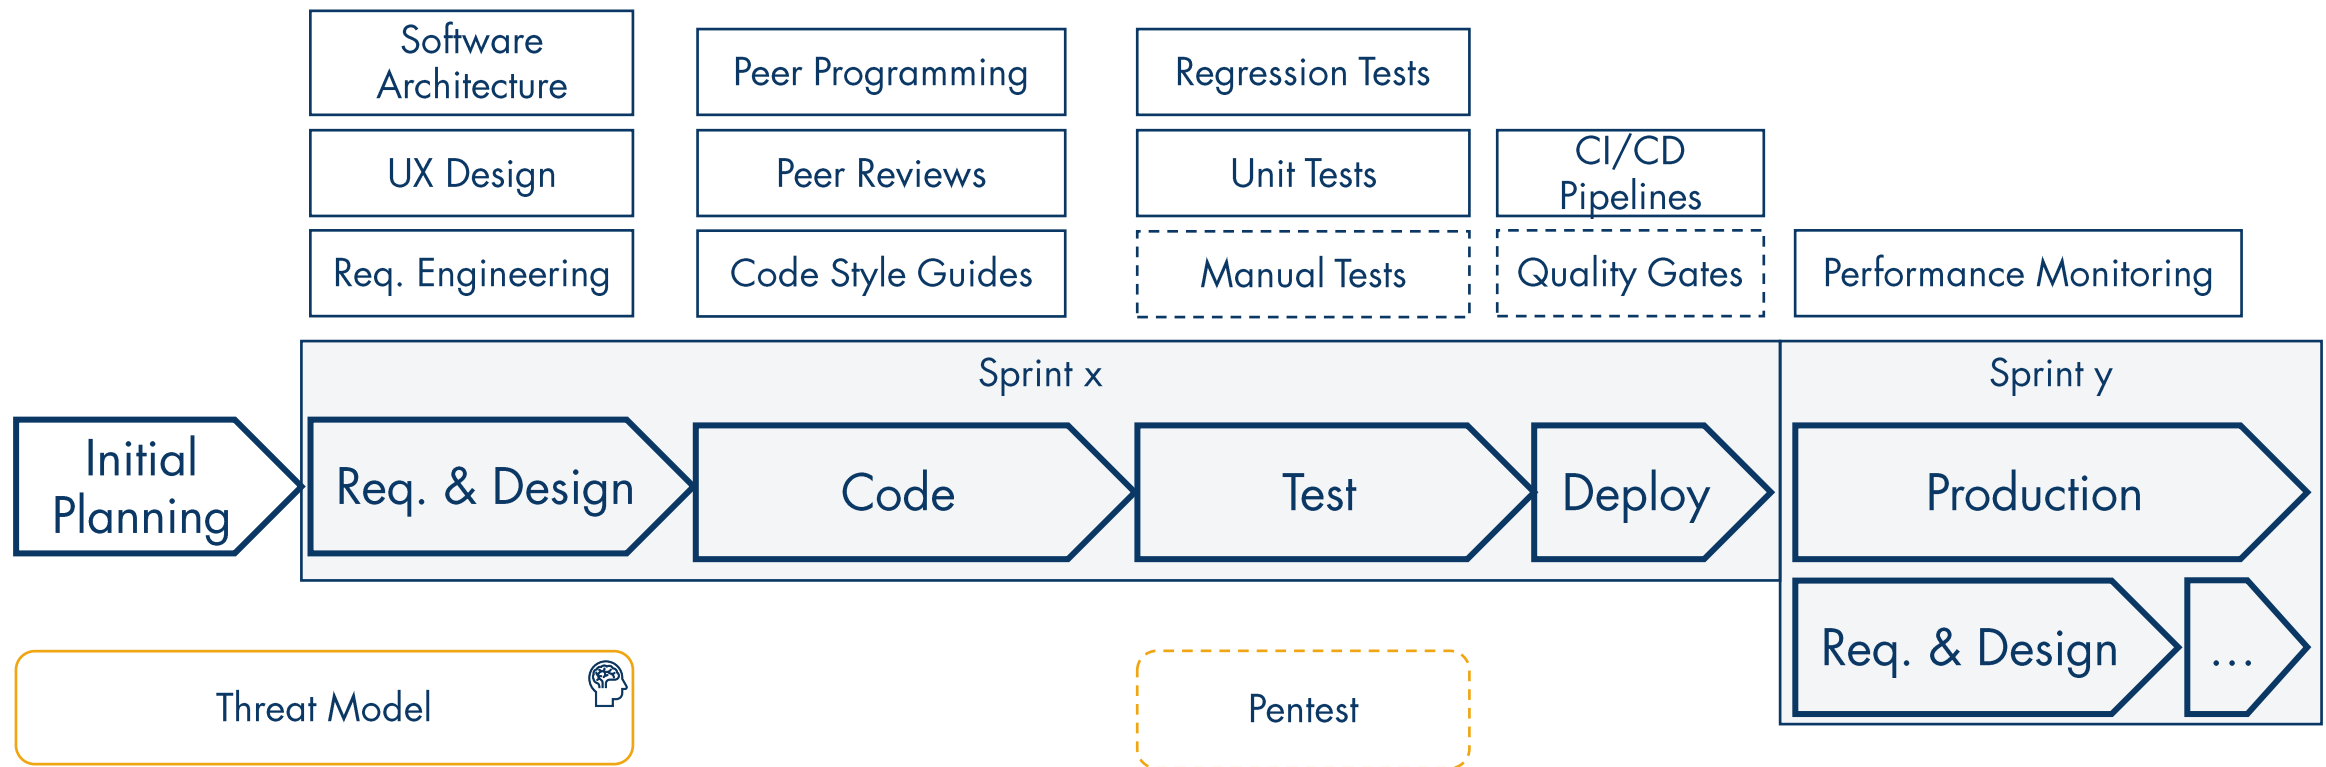 Software
Architecture
Peer Programming
Regression Tests
UX Design
Peer Reviews
Unit Tests
CI/CD
Pipelines
Req. Engineering
Code Style Guides
Manual Tests
Quality Gates
Performance Monitoring
Sprint x
Sprint y
Initial
Planning
Req. & Design
Code
Test
Deploy
Production
Req. & Design
...
Threat Model
Pentest